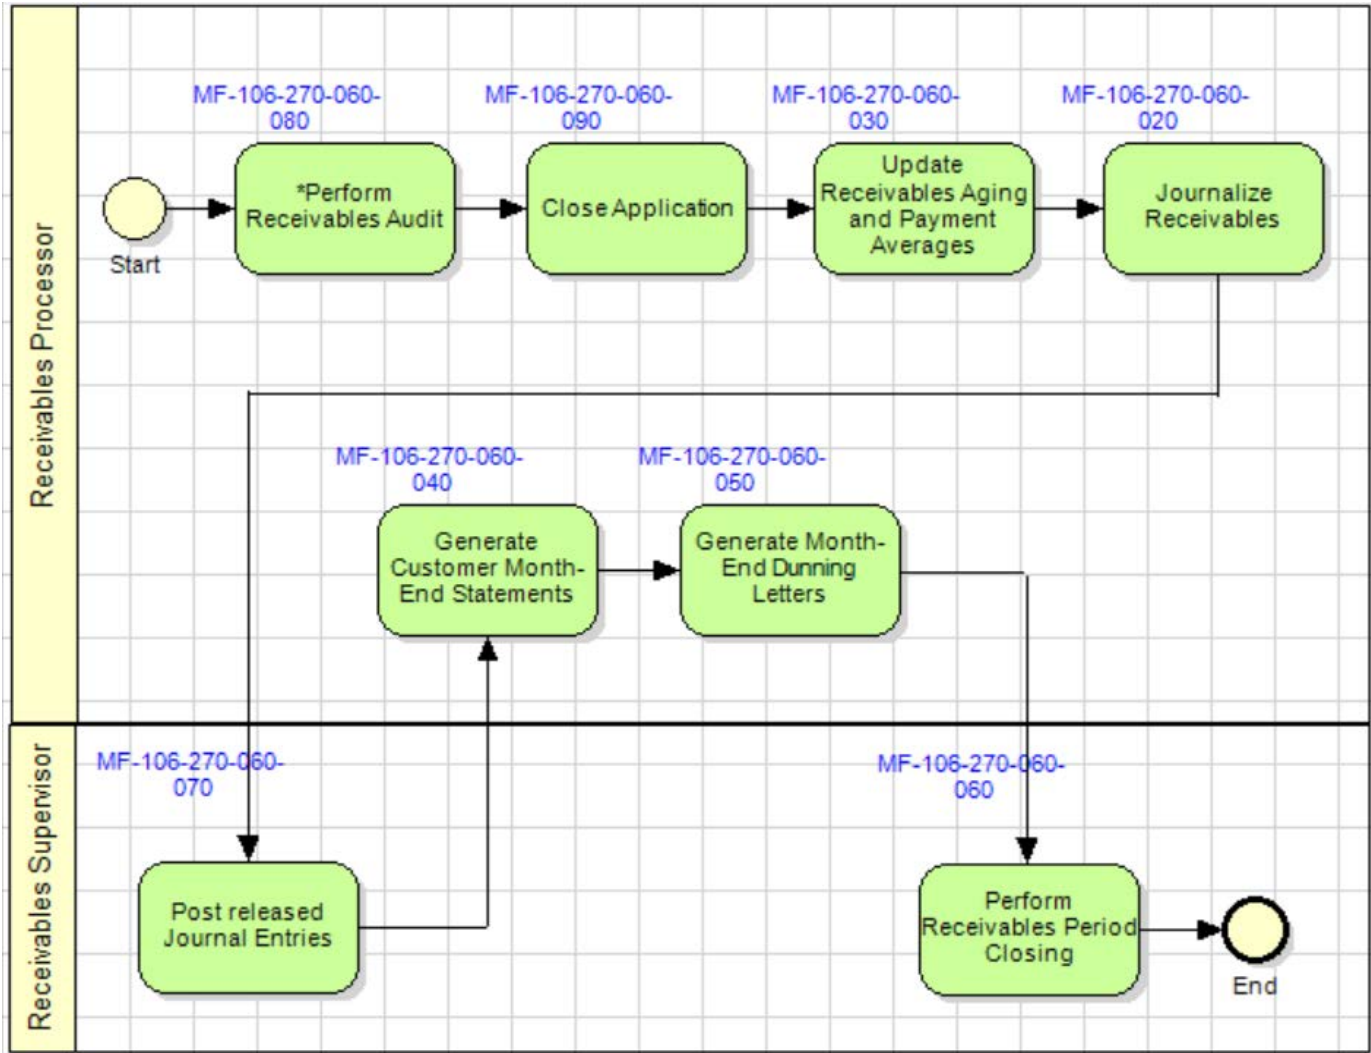 Receivables Processor
MF-106-270-060-
080
*Perform
Receivables Audit
MF-106-270-060-
090
Close Application
MF-106-270-060-
030
Update
Receivables Aging
and Payment
Averages
MF-106-270-060-
020
Journalize
Receivables
Start
MF-106-270-060-
040
Generate
Customer Month-
End Statements
MF-106-270-060-
050
Generate Month-
End Dunning
Letters
Receivables Supervisor
MF-106-270-060-
070
Post released
Journal Entries
MF-106-270-060-
060
Perform
Receivables Period
Closing
End